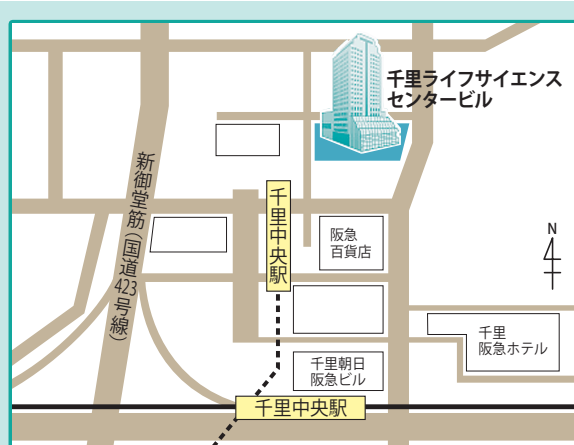 千里ライフサイエンス
センタービル
新御堂筋(国道423号線)
千里中央駅
阪急
百貨店
N
4
千里
阪急ホテル
千里朝日
阪急ビル
千里中央駅